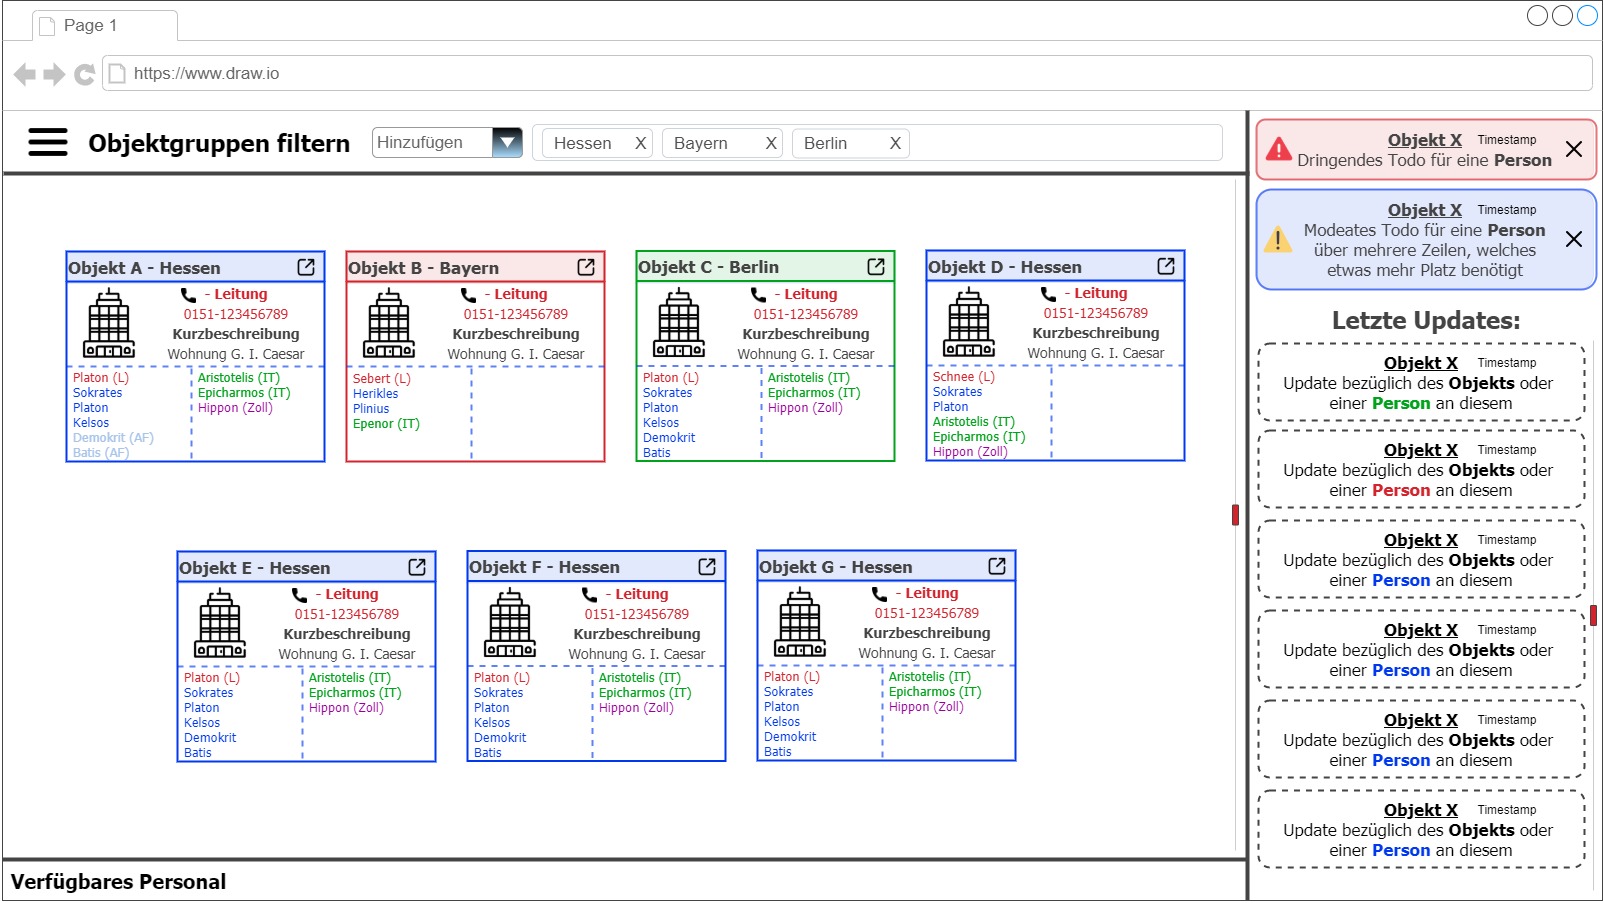 Page 1
https://www.draw.io
Objektgruppen filtern
Hinzufügen
Hessen X
Bayern X
Berlin X
Objekt A - Hessen
- Leitung
0151-123456789
Kurzbeschreibung
Wohnung G. I. Caesar
Platon (L)
Sokrates
Platon
Kelsos
Demokrit (AF)
Batis (AF)
Aristotelis (IT)
Epicharmos (IT)
Hippon (Zoll)
Objekt B - Bayern
- Leitung
0151-123456789
Kurzbeschreibung
Wohnung G. I. Caesar
Sebert (L)
Herikles
Plinius
Epenor (IT)
Objekt C - Berlin
- Leitung
0151-123456789
Kurzbeschreibung
Wohnung G. I. Caesar
Platon (L)
Sokrates
Platon
Kelsos
Demokrit
Batis
Aristotelis (IT)
Epicharmos (IT)
Hippon (Zoll)
Objekt D - Hessen
- Leitung
0151-123456789
Kurzbeschreibung
Wohnung G. I. Caesar
Schnee (L)
Sokrates
Platon
Aristotelis (IT)
Epicharmos (IT)
Hippon (Zoll)
Objekt E - Hessen
- Leitung
0151-123456789
Kurzbeschreibung
Wohnung G. I. Caesar
Platon (L)
Sokrates
Platon
Kelsos
Demokrit
Batis
Aristotelis (IT)
Epicharmos (IT)
Hippon (Zoll)
Objekt F - Hessen
- Leitung
0151-123456789
Kurzbeschreibung
Wohnung G. I. Caesar
Platon (L)
Sokrates
Platon
Kelsos
Demokrit
Batis
Aristotelis (IT)
Epicharmos (IT)
Hippon (Zoll)
Objekt G - Hessen
- Leitung
0151-123456789
Kurzbeschreibung
Wohnung G. I. Caesar
Platon (L)
Sokrates
Platon
Kelsos
Demokrit
Batis
Aristotelis (IT)
Epicharmos (IT)
Hippon (Zoll)
Verfügbares Personal
Objekt X Timestamp
Dringendes Todo für eine Person
Objekt X Timestamp
Modeates Todo für eine Person
über mehrere Zeilen, welches
etwas mehr Platz benötigt
Letzte Updates:
Objekt X Timestamp
Update bezüglich des Objekts oder
einer Person an diesem
Objekt X Timestamp
Update bezüglich des Objekts oder
einer Person an diesem
Objekt X Timestamp
Update bezüglich des Objekts oder
einer Person an diesem
Objekt X Timestamp
Update bezüglich des Objekts oder
einer Person an diesem
Objekt X Timestamp
Update bezüglich des Objekts oder
einer Person an diesem
Objekt X Timestamp
Update bezüglich des Objekts oder
einer Person an diesem